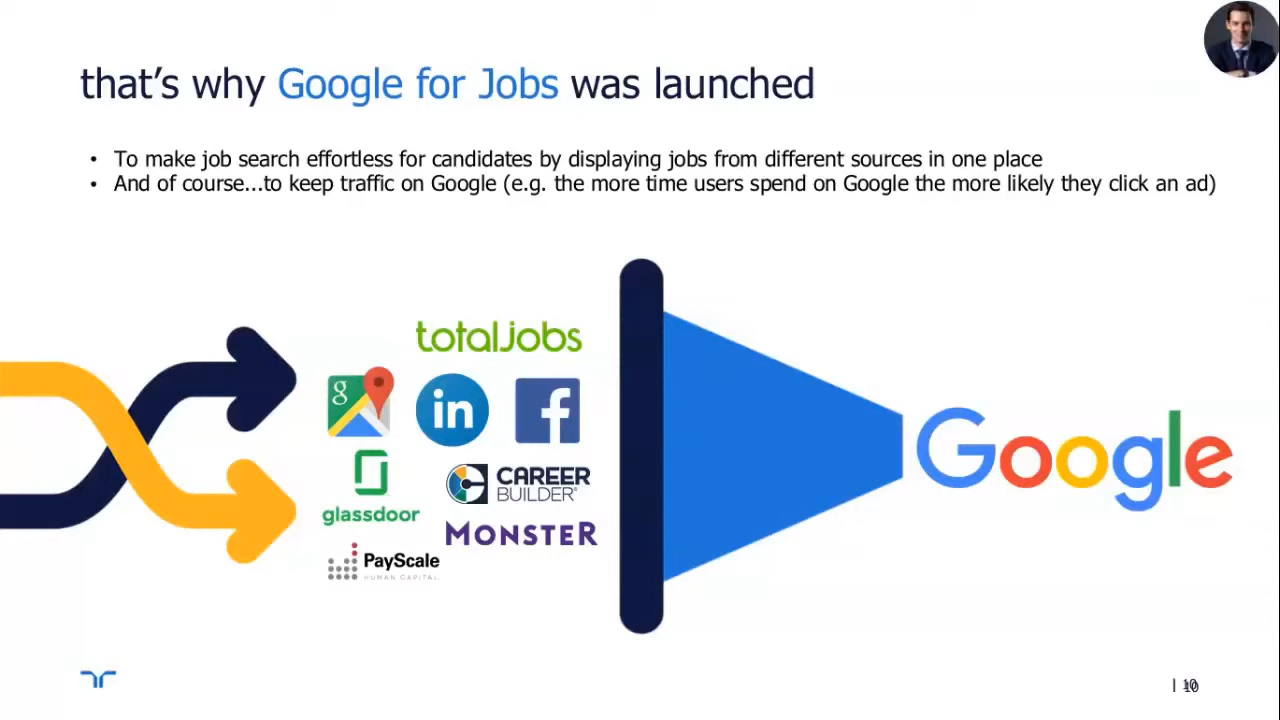 that's why Google for Jobs was launched
• To make job search effortless for candidates by displaying jobs from different sources in one place
• And of course...to keep traffic on Google (e.g. the more time users spend on Google the more likely they click an ad)
totaljobs
g
in
f
glassdoor
CAREER
BUILDER
MONSTER
PayScale
HUMAN CAPITAL
Google
| 10